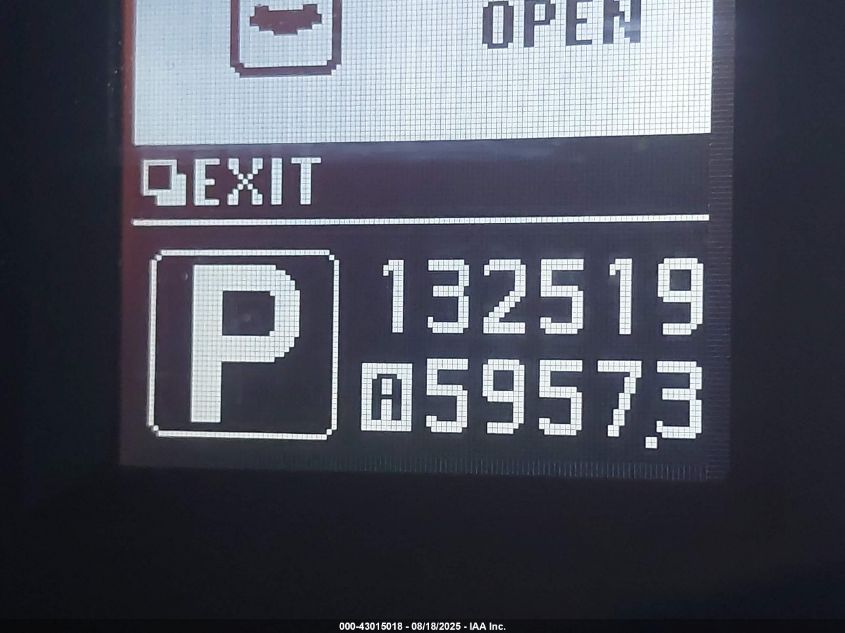 OPEN
EXIT
P
132519
A 5957.3
000-43015018 - 08/18/2025 - IAA Inc.